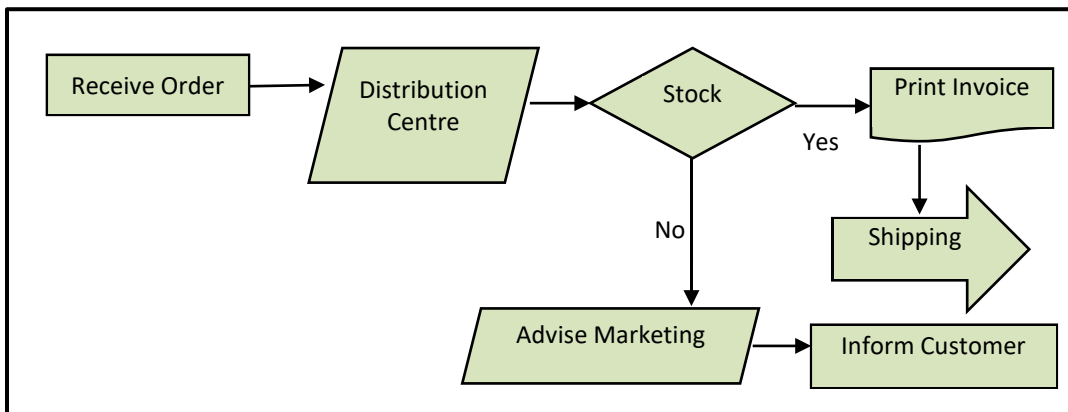 Receive Order
Distribution
Centre
Stock
Yes
Print Invoice
Shipping
No
Advise Marketing
Inform Customer